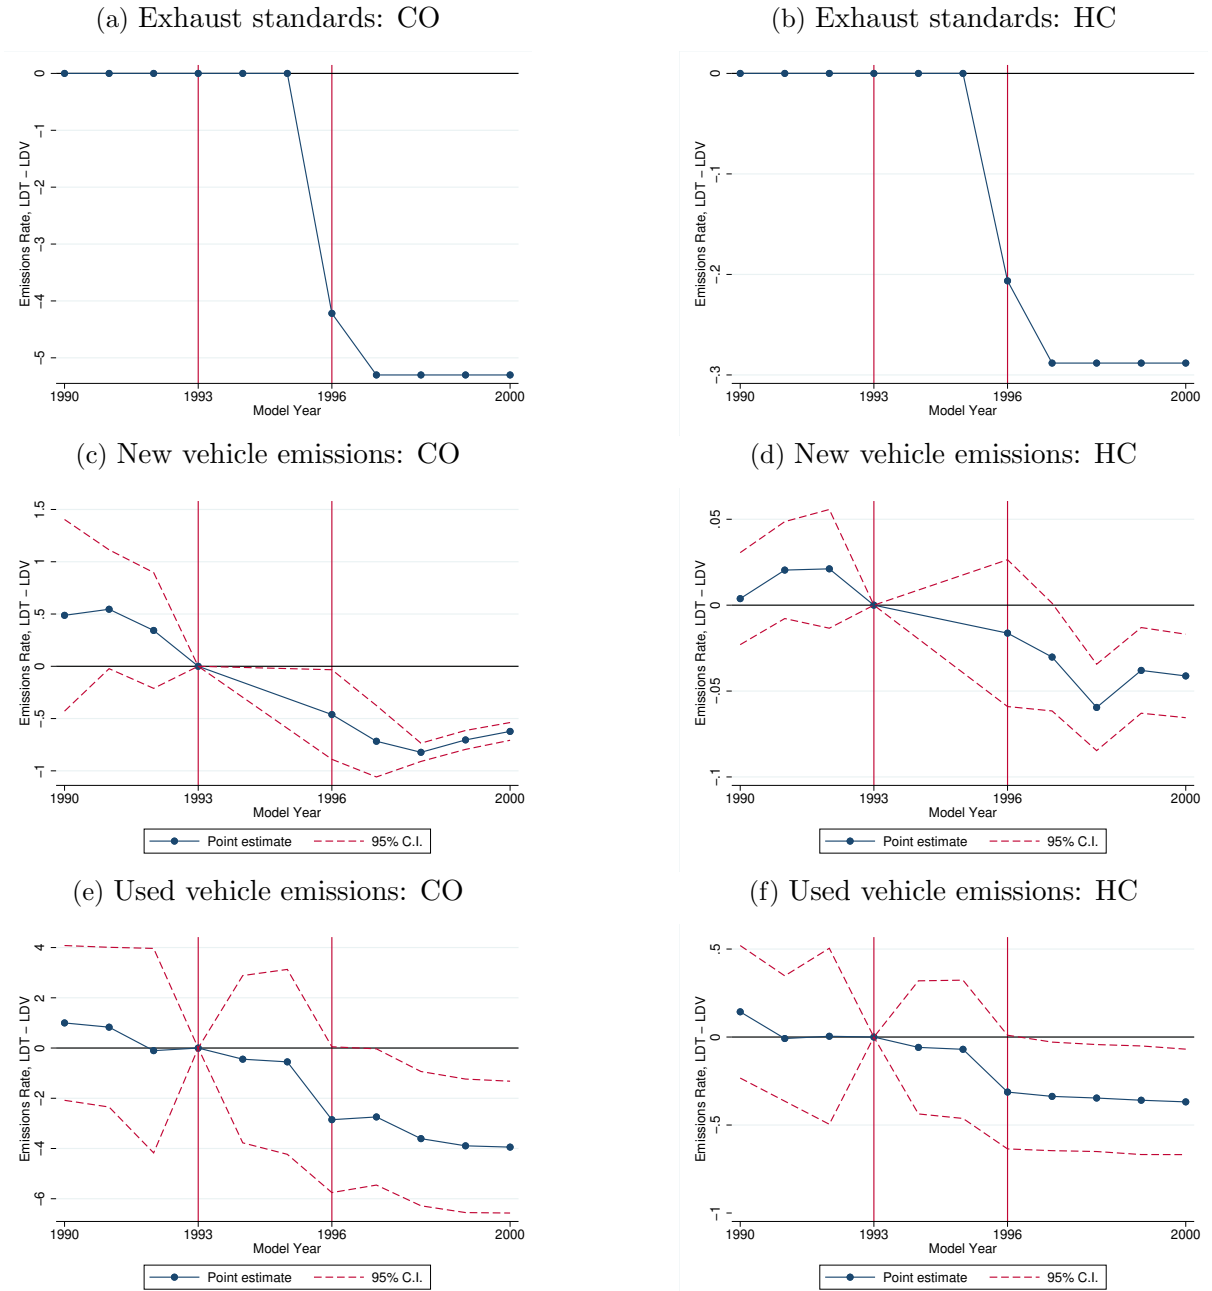 (a) Exhaust standards: CO
Emissions Rate, LDT − LDV
0
−1
−2
−3
−4
−5
1990
1993
1996
2000
Model Year
(b) Exhaust standards: HC
Emissions Rate, LDT − LDV
0
−.1
−.2
−.3
1990
1993
1996
2000
Model Year
(c) New vehicle emissions: CO
Emissions Rate, LDT − LDV
1.5
1
.5
0
−.5
−1
1990
1993
1996
2000
Model Year
Point estimate
95% C.I.
(d) New vehicle emissions: HC
Emissions Rate, LDT − LDV
.05
0
−.05
−.1
1990
1993
1996
2000
Model Year
Point estimate
95% C.I.
(e) Used vehicle emissions: CO
Emissions Rate, LDT − LDV
4
2
0
−2
−4
−6
1990
1993
1996
2000
Model Year
Point estimate
95% C.I.
(f) Used vehicle emissions: HC
Emissions Rate, LDT − LDV
.5
0
−.5
−1
1990
1993
1996
2000
Model Year
Point estimate
95% C.I.